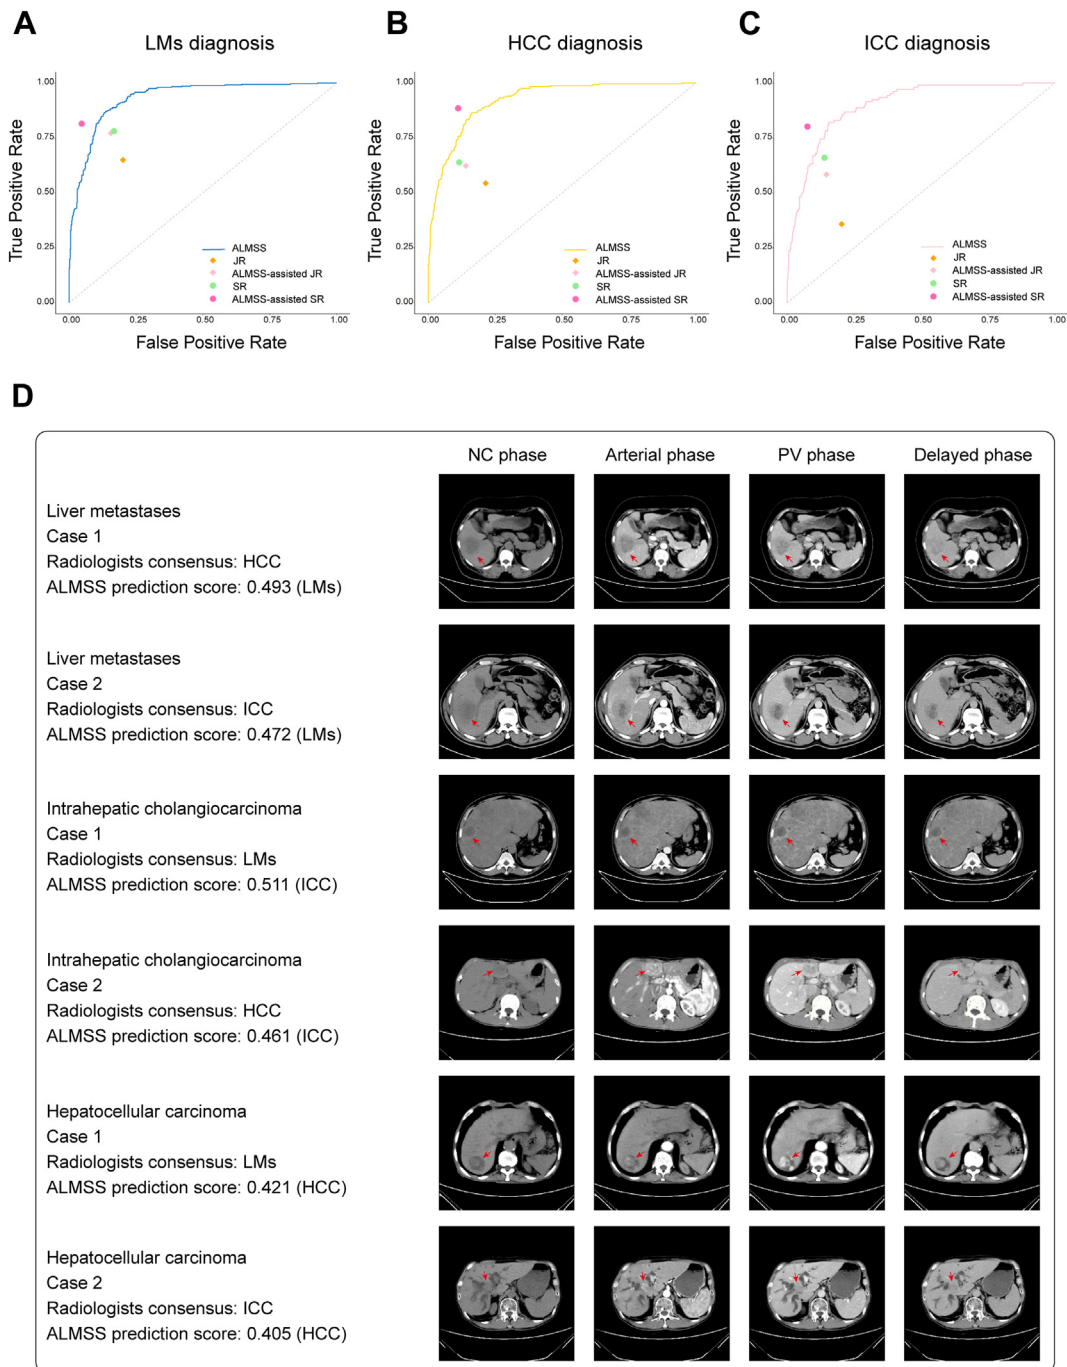 A
LMs diagnosis
True Positive Rate
1.00
0.75
0.50
0.25
0.00
0.00
0.25
0.50
0.75
1.00
False Positive Rate
ALMSS
JR
ALMSS-assisted JR
SR
ALMSS-assisted SR
B
HCC diagnosis
True Positive Rate
1.00
0.75
0.50
0.25
0.00
0.00
0.25
0.50
0.75
1.00
False Positive Rate
ALMSS
JR
ALMSS-assisted JR
SR
ALMSS-assisted SR
C
ICC diagnosis
True Positive Rate
1.00
0.75
0.50
0.25
0.00
0.00
0.25
0.50
0.75
1.00
False Positive Rate
ALMSS
JR
ALMSS-assisted JR
SR
ALMSS-assisted SR
D
NC phase
Arterial phase
PV phase
Delayed phase
Liver metastases
Case 1
Radiologists consensus: HCC
ALMSS prediction score: 0.493 (LMs)
Liver metastases
Case 2
Radiologists consensus: ICC
ALMSS prediction score: 0.472 (LMs)
Intrahepatic cholangiocarcinoma
Case 1
Radiologists consensus: LMs
ALMSS prediction score: 0.511 (ICC)
Intrahepatic cholangiocarcinoma
Case 2
Radiologists consensus: HCC
ALMSS prediction score: 0.461 (ICC)
Hepatocellular carcinoma
Case 1
Radiologists consensus: LMs
ALMSS prediction score: 0.421 (HCC)
Hepatocellular carcinoma
Case 2
Radiologists consensus: ICC
ALMSS prediction score: 0.405 (HCC)